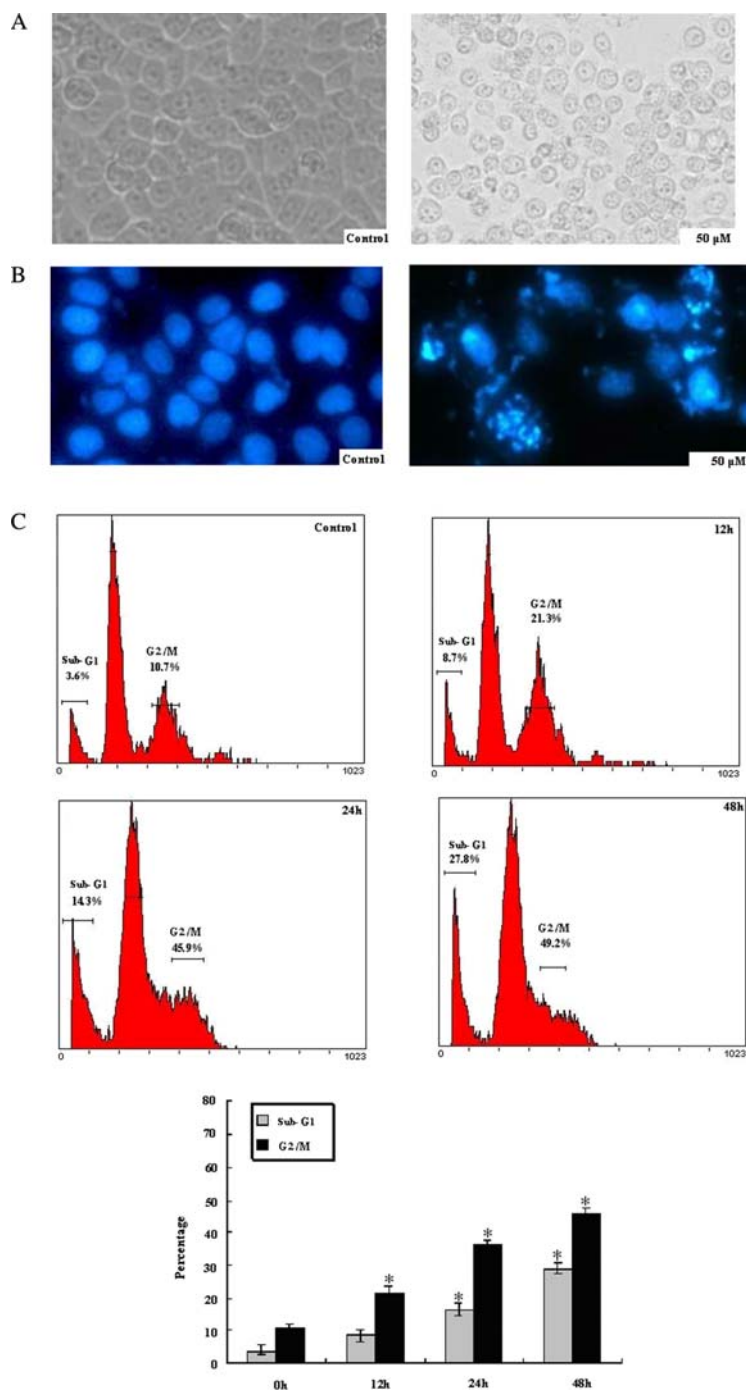 A
Control
50 µM
B
Control
50 µM
C
Control
Sub-G1
3.6%
G2/M
10.7%
0
1023
12h
Sub-G1
8.7%
G2/M
21.3%
0
1023
24h
Sub-G1
14.3%
G2/M
45.9%
0
1023
48h
Sub-G1
27.8%
G2/M
49.2%
0
1023
Percentage
80
70
60
50
40
30
20
10
0
Sub-G1
G2/M
*
*
*
*
*
0h
12h
24h
48h